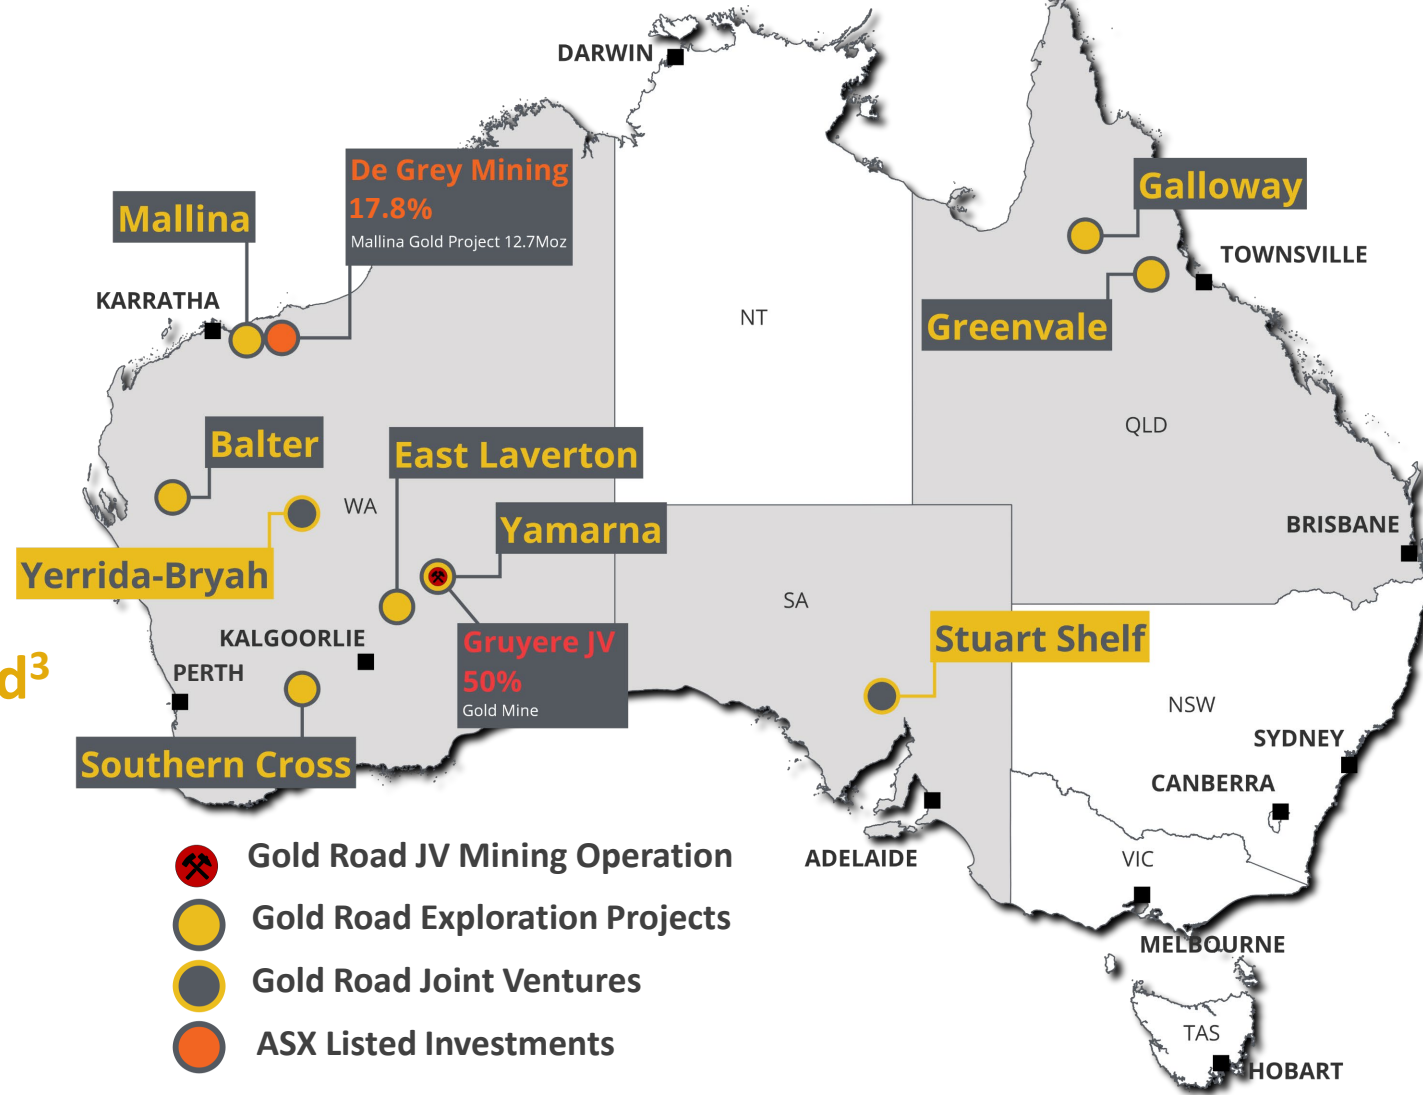 DARWIN
De Grey Mining
17.8%
Mallina Gold Project 12.7Moz
Mallina
KARRATHA
Galloway
TOWNSVILLE
Greenvale
NT
QLD
Balter
East Laverton
WA
Yamarna
BRISBANE
Yerrida-Bryah
SA
KALGOORLIE
Gruyere JV
50%
Gold Mine
Stuart Shelf
d³
PERTH
NSW
SYDNEY
Southern Cross
CANBERRA
ADELAIDE
VIC
MELBOURNE
TAS
HOBART
Gold Road JV Mining Operation
Gold Road Exploration Projects
Gold Road Joint Ventures
ASX Listed Investments